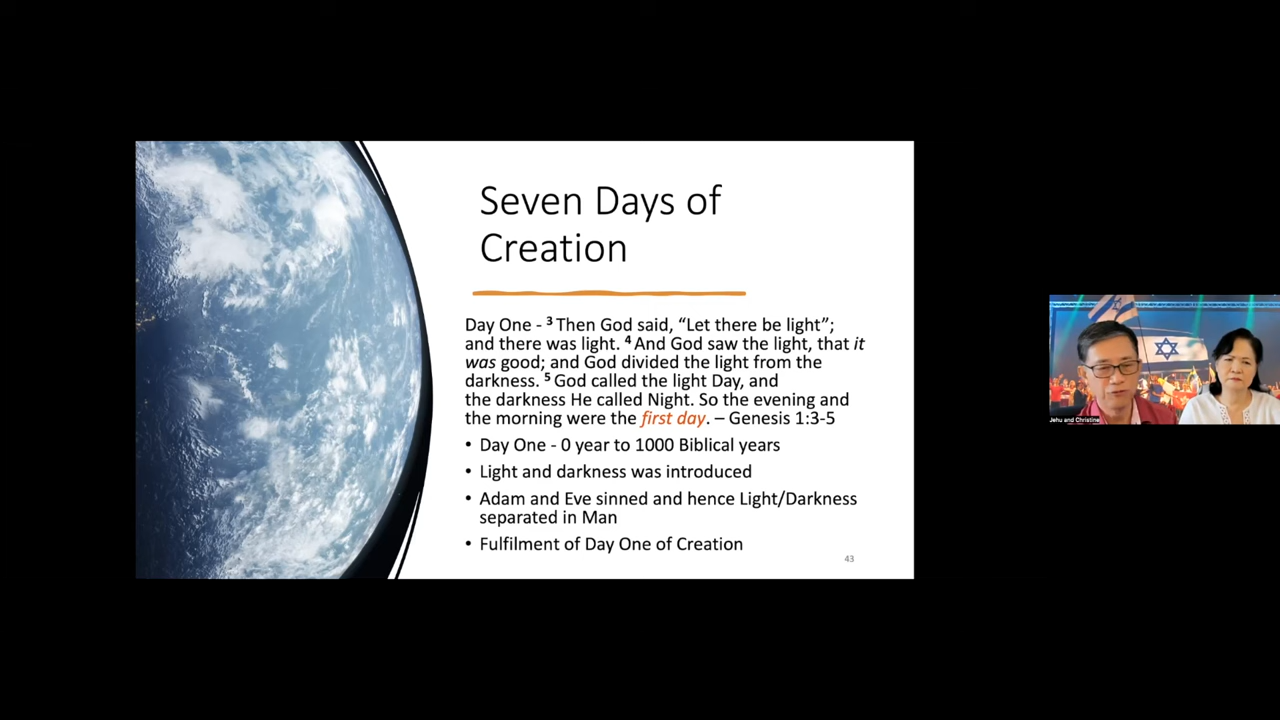 Seven Days of
Creation
Day One - 3 Then God said, “Let there be light”;
and there was light. 4 And God saw the light, that it
was good; and God divided the light from the
darkness. 5 God called the light Day, and
the darkness He called Night. So the evening and
the morning were the first day. – Genesis 1:3-5
• Day One - 0 year to 1000 Biblical years
• Light and darkness was introduced
• Adam and Eve sinned and hence Light/Darkness
separated in Man
• Fulfilment of Day One of Creation
43
Jehu and Christine